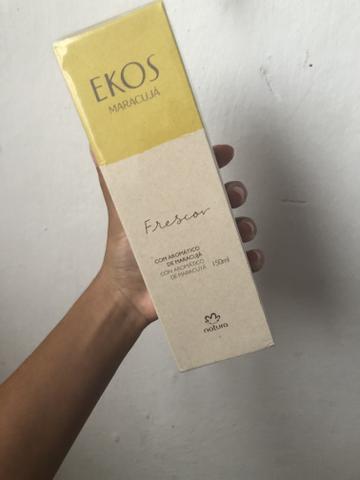 EKOS
MARACUJÁ
Frescor
COM AROMÁTICO
DE MARACUJÁ
CON AROMÁTICO
DE MARACUYÁ
150ml
natura